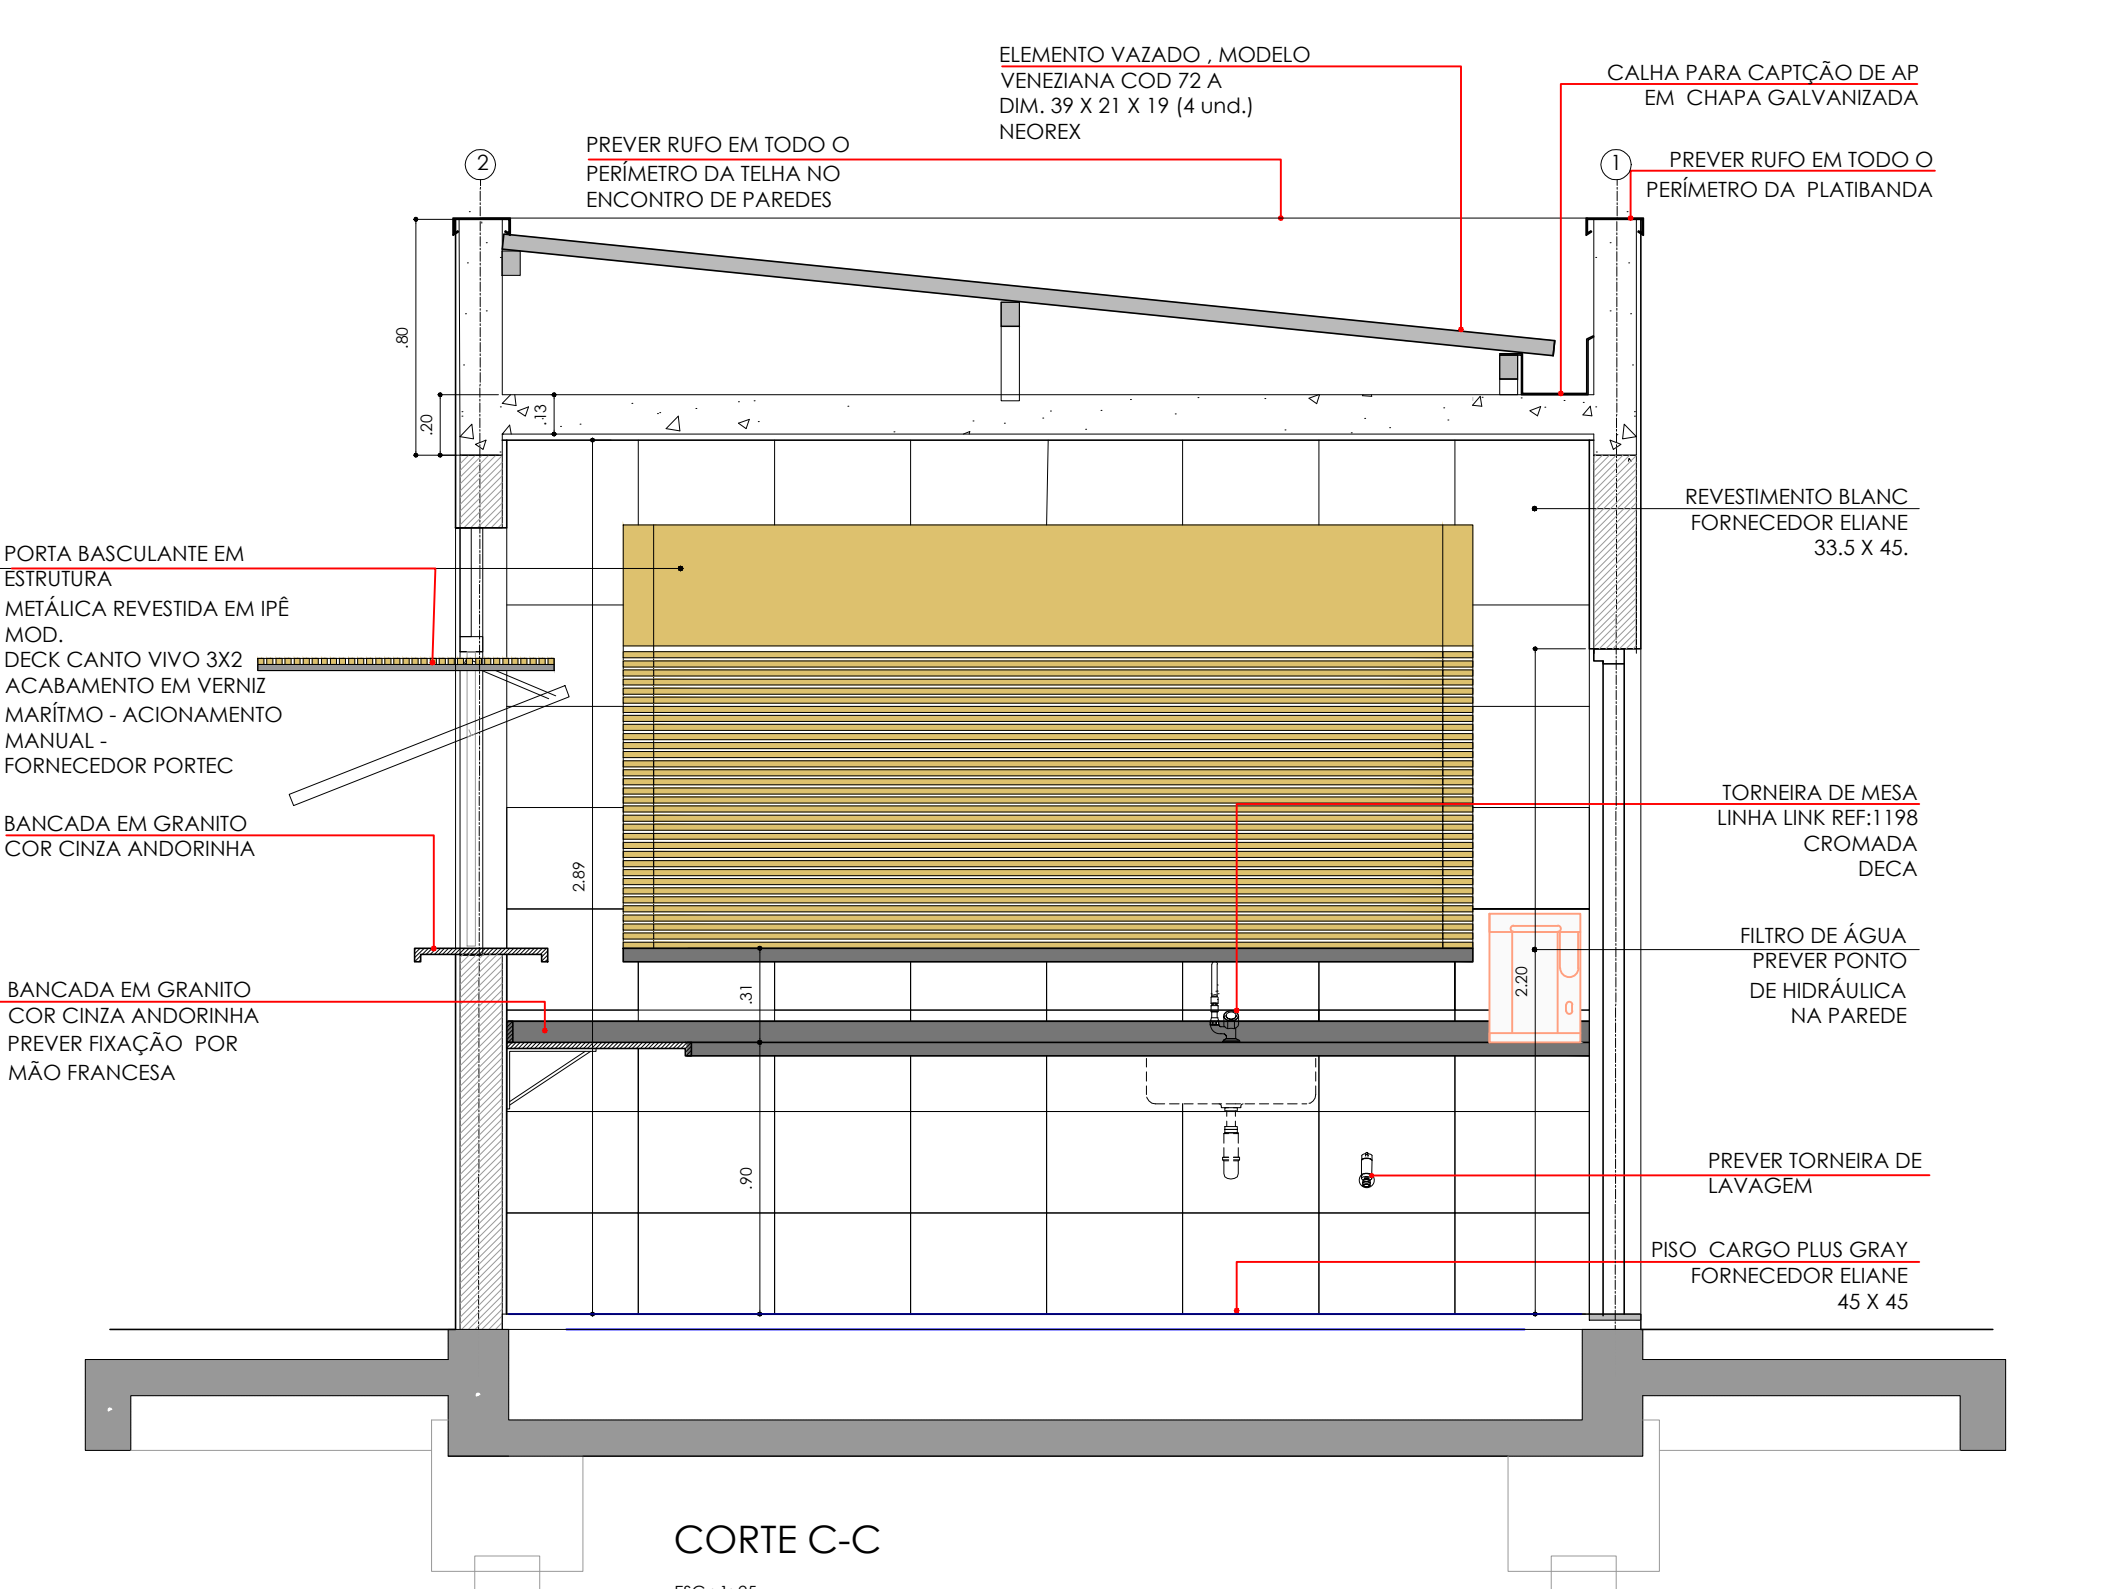 ELEMENTO VAZADO , MODELO
VENEZIANA COD 72 A
DIM. 39 X 21 X 19 (4 und.)
NEOREX
CALHA PARA CAPTÇÃO DE AP
EM CHAPA GALVANIZADA
PREVER RUFO EM TODO O
PERÍMETRO DA TELHA NO
ENCONTRO DE PAREDES
2
1
PREVER RUFO EM TODO O
PERÍMETRO DA PLATIBANDA
.80
.20
.13
REVESTIMENTO BLANC
FORNECEDOR ELIANE
33.5 X 45.
PORTA BASCULANTE EM
ESTRUTURA
METÁLICA REVESTIDA EM IPÊ
MOD.
DECK CANTO VIVO 3X2
ACABAMENTO EM VERNIZ
MARÍTMO - ACIONAMENTO
MANUAL -
FORNECEDOR PORTEC
TORNEIRA DE MESA
LINHA LINK REF:1198
CROMADA
DECA
BANCADA EM GRANITO
COR CINZA ANDORINHA
2.89
FILTRO DE ÁGUA
PREVER PONTO
DE HIDRÁULICA
NA PAREDE
2.20
.31
BANCADA EM GRANITO
COR CINZA ANDORINHA
PREVER FIXAÇÃO POR
MÃO FRANCESA
.90
PREVER TORNEIRA DE
LAVAGEM
PISO CARGO PLUS GRAY
FORNECEDOR ELIANE
45 X 45
CORTE C-C